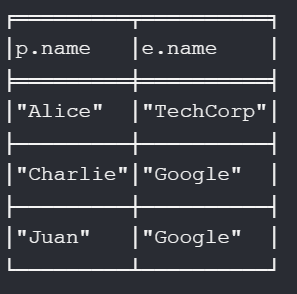 p.name e.name
"Alice" "TechCorp"
"Charlie" "Google"
"Juan" "Google"